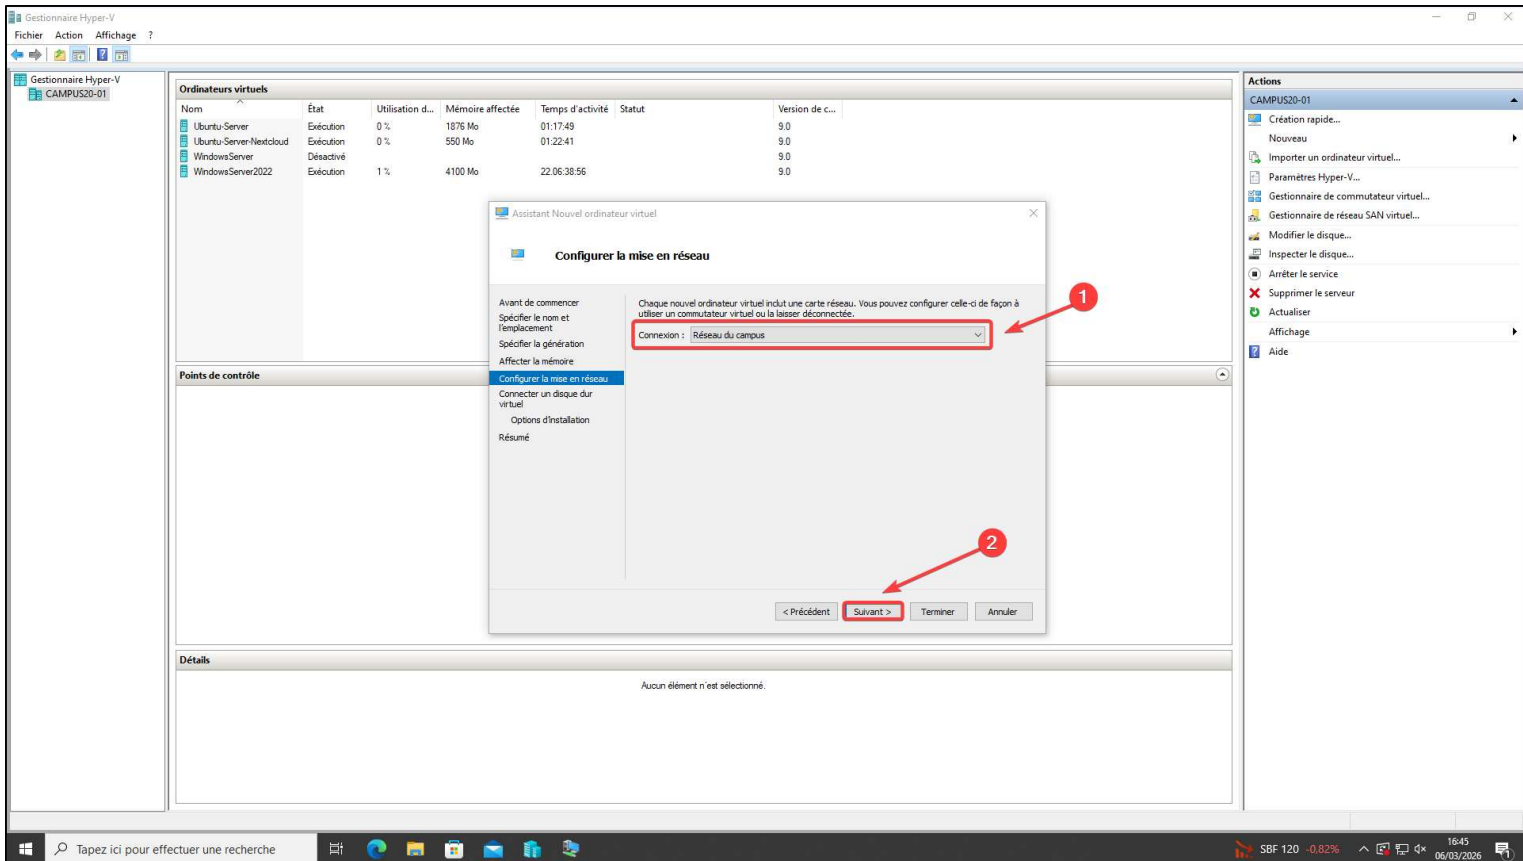 Gestionnaire Hyper-V
Fichier Action Affichage ?
Gestionnaire Hyper-V
CAMPUS20-01
Ordinateurs virtuels
Nom État Utilisation d... Mémoire affectée Temps d'activité Statut Version de c...
Ubuntu-Server Exécution 0 % 1876 Mo 01:17:49 9.0
Ubuntu-Server-Nextcloud Exécution 0 % 550 Mo 01:22:41 9.0
WindowsServer Désactivé 9.0
WindowsServer2022 Exécution 1 % 4100 Mo 22.06:38:56 9.0
Assistant Nouvel ordinateur virtuel
Configurer la mise en réseau
Avant de commencer
Spécifier le nom et
l'emplacement
Spécifier la génération
Affecter la mémoire
Configurer la mise en réseau
Connecter un disque dur
virtuel
Options d'installation
Résumé
Chaque nouvel ordinateur virtuel inclut une carte réseau. Vous pouvez configurer celle-ci de façon à
utiliser un commutateur virtuel ou la laisser déconnectée.
Connexion : Réseau du campus
1
2
< Précédent Suivant > Terminer Annuler
Points de contrôle
Détails
Aucun élément n'est sélectionné.
Actions
CAMPUS20-01
Création rapide...
Nouveau
Importer un ordinateur virtuel...
Paramètres Hyper-V...
Gestionnaire de commutateur virtuel...
Gestionnaire de réseau SAN virtuel...
Modifier le disque...
Inspecter le disque...
Arrêter le service
Supprimer le serveur
Actualiser
Affichage
Aide
Tapez ici pour effectuer une recherche
SBF 120 -0,82%
16:45
06/03/2026
1